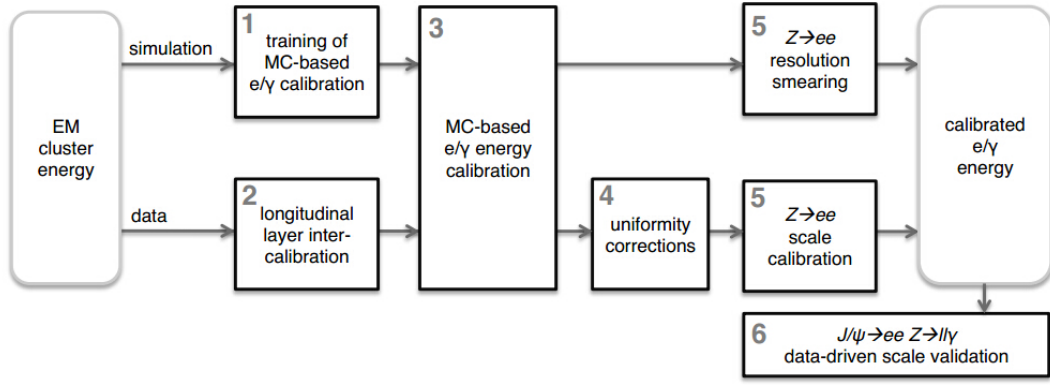 EM
cluster
energy
simulation
data
1
training of
MC-based
e/γ calibration
2
longitudinal
layer inter-
calibration
3
MC-based
e/γ energy
calibration
4
uniformity
corrections
5
Z→ee
resolution
smearing
5
Z→ee
scale
calibration
calibrated
e/γ
energy
6
J/ψ→ee Z→llγ
data-driven scale validation